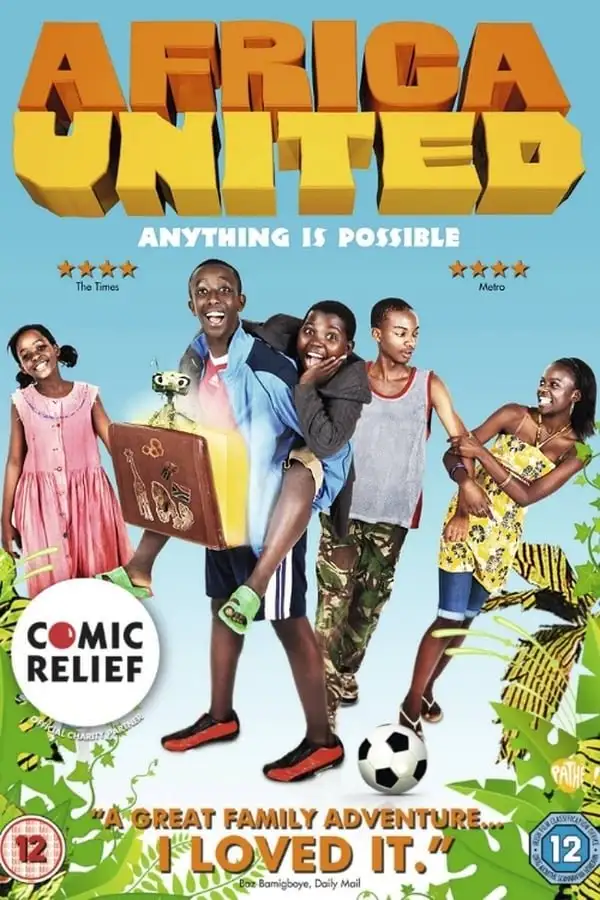 AFRICA
UNITED
ANYTHING IS POSSIBLE
The Times
Metro
COMIC
RELIEF
OFFICIAL CHARITY PARTNER
PATHE!
"A GREAT FAMILY ADVENTURE...
I LOVED IT."
Baz Bamigboye, Daily Mail
12
12